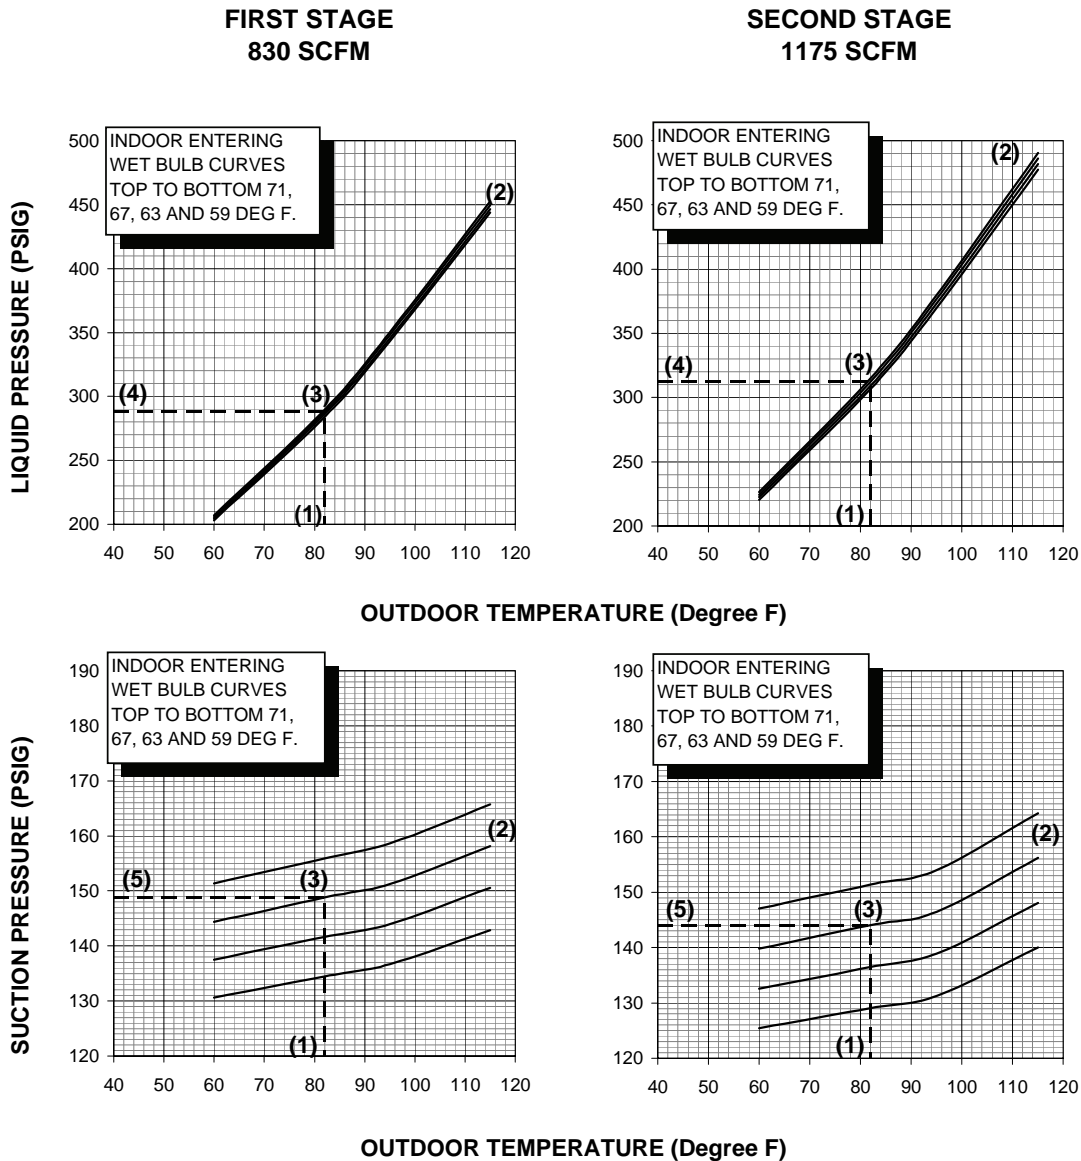 FIRST STAGE
830 SCFM
SECOND STAGE
1175 SCFM
LIQUID PRESSURE (PSIG)
INDOOR ENTERING
WET BULB CURVES
TOP TO BOTTOM 71,
67, 63 AND 59 DEG F.
500
450
400
350
300
250
200
(2)
(3)
(4)
(1)
40 50 60 70 80 90 100 110 120
INDOOR ENTERING
WET BULB CURVES
TOP TO BOTTOM 71,
67, 63 AND 59 DEG F.
500
450
400
350
300
250
200
(2)
(3)
(4)
(1)
40 50 60 70 80 90 100 110 120
OUTDOOR TEMPERATURE (Degree F)
SUCTION PRESSURE (PSIG)
INDOOR ENTERING
WET BULB CURVES
TOP TO BOTTOM 71,
67, 63 AND 59 DEG F.
190
180
170
160
150
140
130
120
(2)
(5)
(3)
(1)
40 50 60 70 80 90 100 110 120
INDOOR ENTERING
WET BULB CURVES
TOP TO BOTTOM 71,
67, 63 AND 59 DEG F.
190
180
170
160
150
140
130
120
(2)
(5)
(3)
(1)
40 50 60 70 80 90 100 110 120
OUTDOOR TEMPERATURE (Degree F)